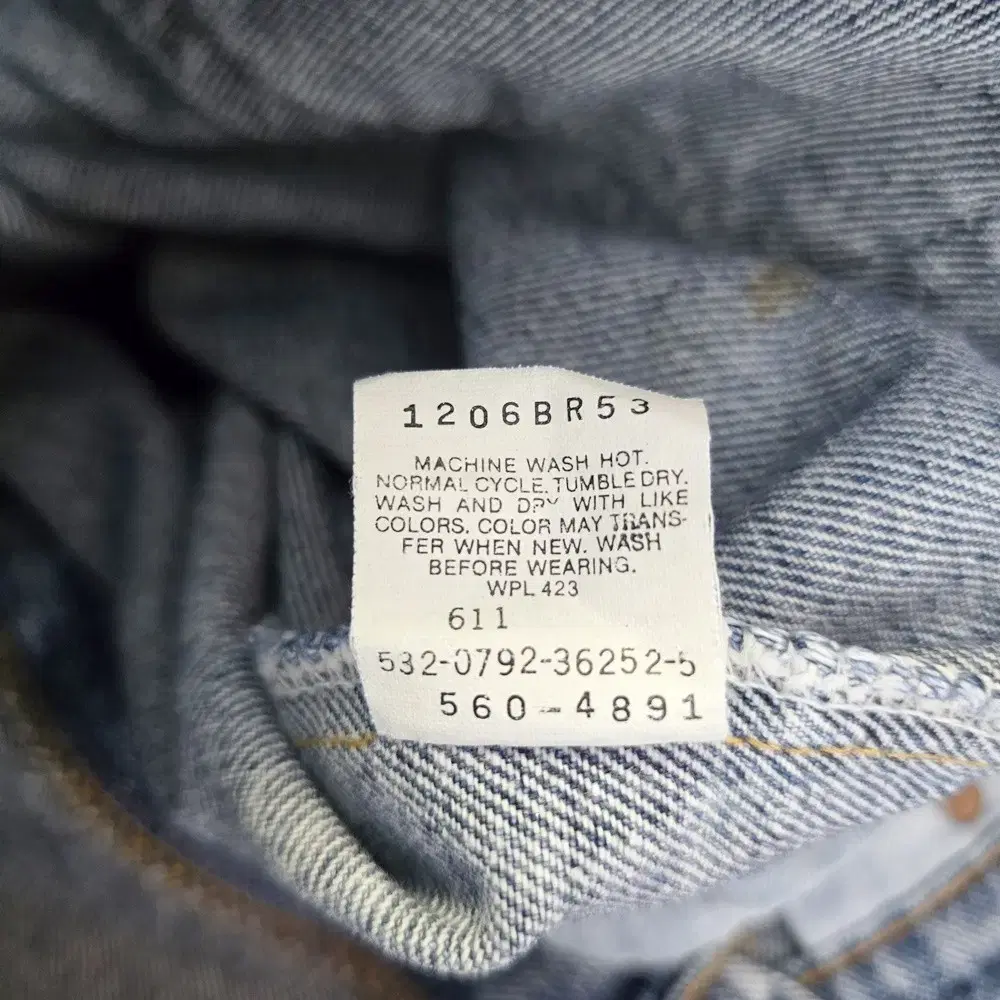 1206BR53
MACHINE WASH HOT.
NORMAL CYCLE. TUMBLE DRY.
WASH AND DRY WITH LIKE
COLORS. COLOR MAY TRANS-
FER WHEN NEW. WASH
BEFORE WEARING.
WPL 423
611
532-0792-36252-5
560-4891